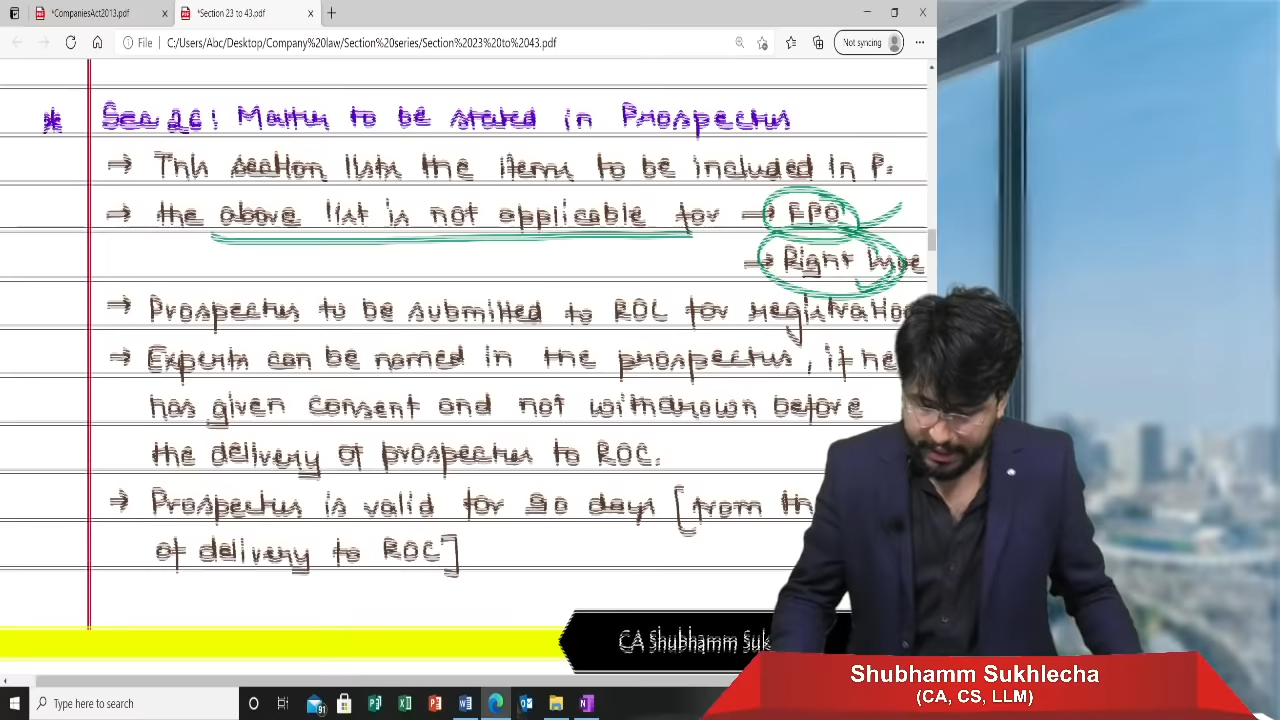 *CompaniesAct2013.pdf
*Section 23 to 43.pdf
File
C:/Users/Abc/Desktop/Company%20law/Section%20series/Section%2023%20to%2043.pdf
Not syncing
* Sec 26: Matter to be stated in Prospectus
→ This section lists the items to be included in P.
→ the above list is not applicable for → FPO
→ Right Issue
→ Prospectus to be submitted to ROC for registration
→ Experts can be named in the prospectus, if he
has given consent and not withdrawn before
the delivery of prospectus to ROC.
→ Prospectus is valid for 90 days [from th
of delivery to ROC]
CA Shubhamm Suk
Shubhamm Sukhlecha
(CA, CS, LLM)
Type here to search
91